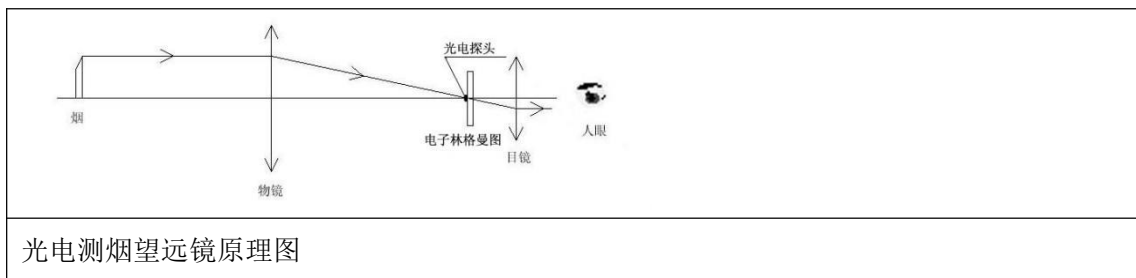 光电探头
烟
电子林格曼图
目镜
人眼
物镜
光电测烟望远镜原理图